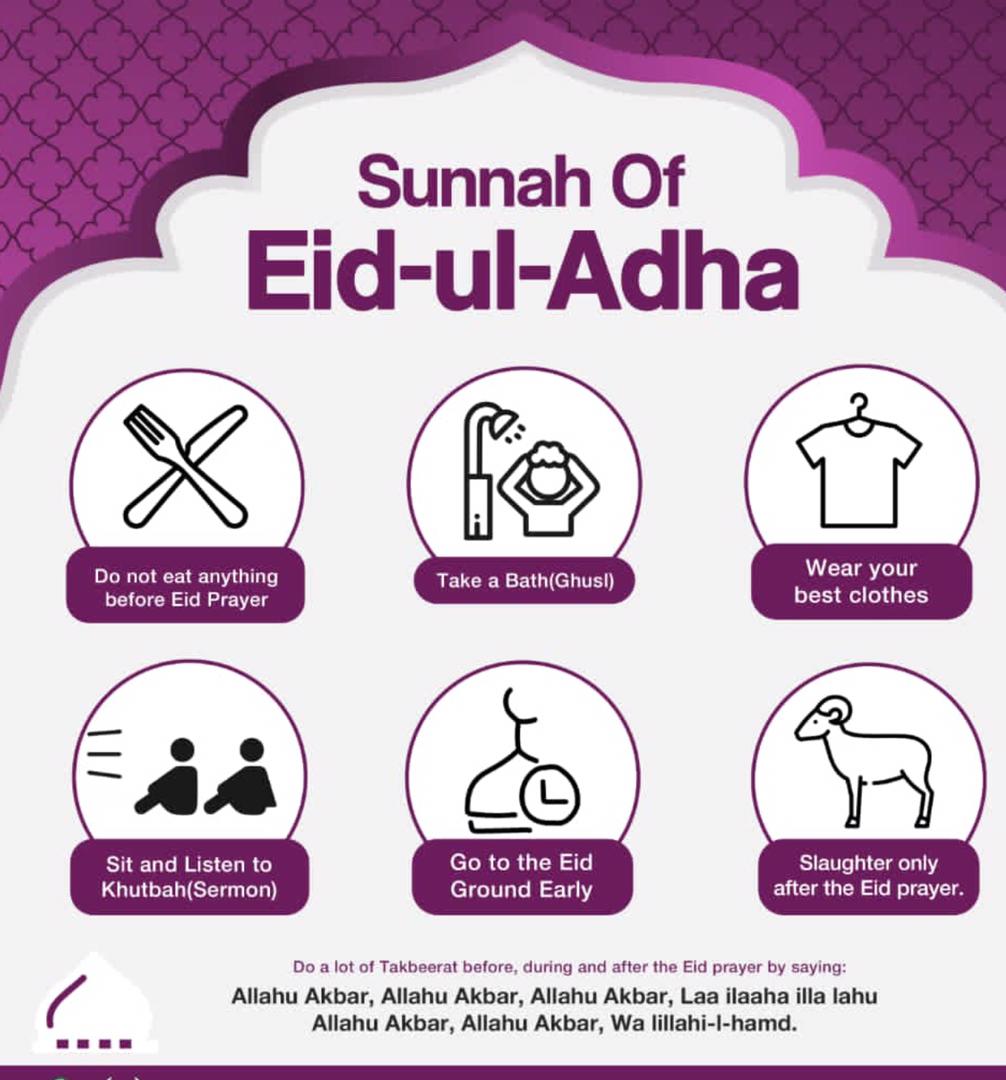 Sunnah Of
Eid-ul-Adha
Do not eat anything
before Eid Prayer
Take a Bath(Ghusl)
Wear your
best clothes
Sit and Listen to
Khutbah(Sermon)
Go to the Eid
Ground Early
Slaughter only
after the Eid prayer.
Do a lot of Takbeerat before, during and after the Eid prayer by saying:
Allahu Akbar, Allahu Akbar, Allahu Akbar, Laa ilaaha illa lahu
Allahu Akbar, Allahu Akbar, Wa lillahi-l-hamd.